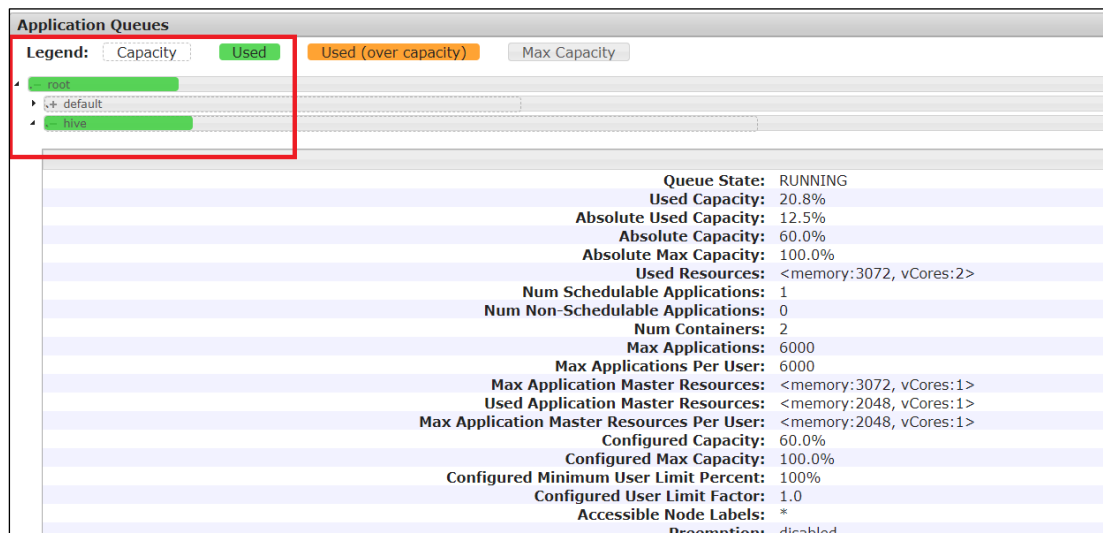 Application Queues
Legend: Capacity Used Used (over capacity) Max Capacity
root
+ default
hive
Queue State: RUNNING
Used Capacity: 20.8%
Absolute Used Capacity: 12.5%
Absolute Capacity: 60.0%
Absolute Max Capacity: 100.0%
Used Resources: <memory:3072, vCores:2>
Num Schedulable Applications: 1
Num Non-Schedulable Applications: 0
Num Containers: 2
Max Applications: 6000
Max Applications Per User: 6000
Max Application Master Resources: <memory:3072, vCores:1>
Used Application Master Resources: <memory:2048, vCores:1>
Max Application Master Resources Per User: <memory:2048, vCores:1>
Configured Capacity: 60.0%
Configured Max Capacity: 100.0%
Configured Minimum User Limit Percent: 100%
Configured User Limit Factor: 1.0
Accessible Node Labels: *
Preemption: disabled